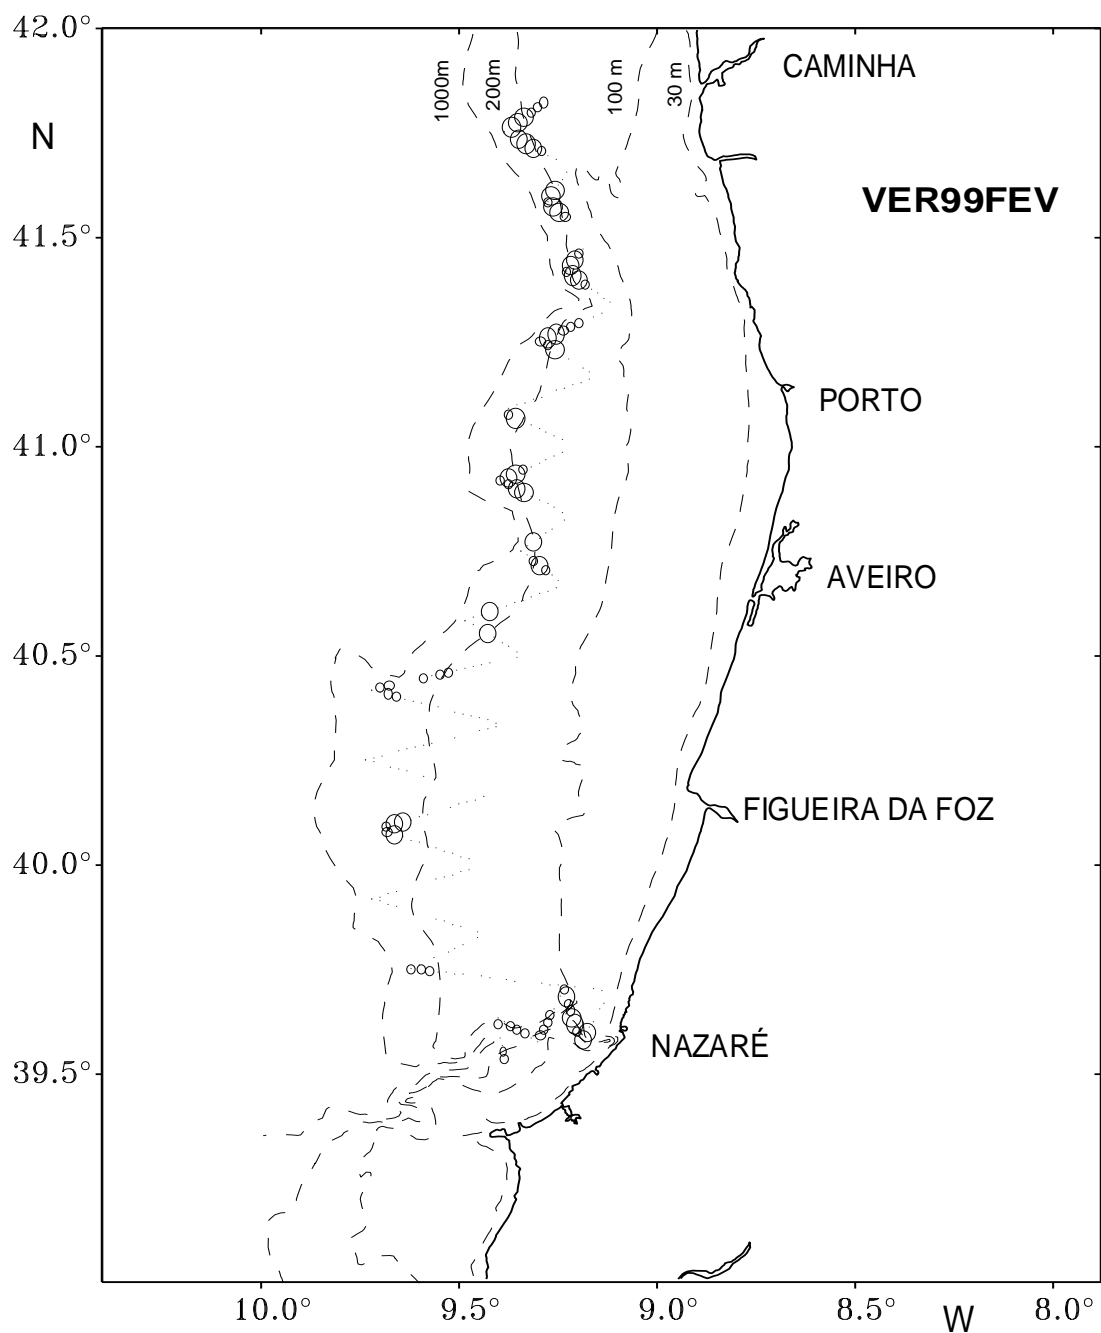 42.0°
CAMINHA
1000m
200m
100 m
30 m
N
VER99FEV
41.5°
PORTO
41.0°
AVEIRO
40.5°
FIGUEIRA DA FOZ
40.0°
NAZARÉ
39.5°
10.0°
9.5°
9.0°
8.5°
8.0°
W